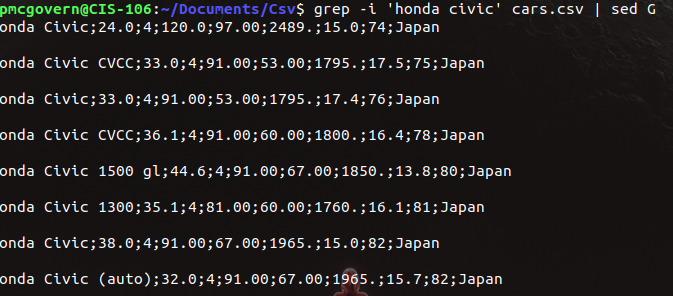 pmcgovern@CIS-106:~/Documents/Csv$ grep -i 'honda civic' cars.csv | sed G
onda Civic;24.0;4;120.0;97.00;2489.;15.0;74;Japan
onda Civic CVCC;33.0;4;91.00;53.00;1795.;17.5;75;Japan
onda Civic;33.0;4;91.00;53.00;1795.;17.4;76;Japan
onda Civic CVCC;36.1;4;91.00;60.00;1800.;16.4;78;Japan
onda Civic 1500 gl;44.6;4;91.00;67.00;1850.;13.8;80;Japan
onda Civic 1300;35.1;4;81.00;60.00;1760.;16.1;81;Japan
onda Civic;38.0;4;91.00;67.00;1965.;15.0;82;Japan
onda Civic (auto);32.0;4;91.00;67.00;1965.;15.7;82;Japan